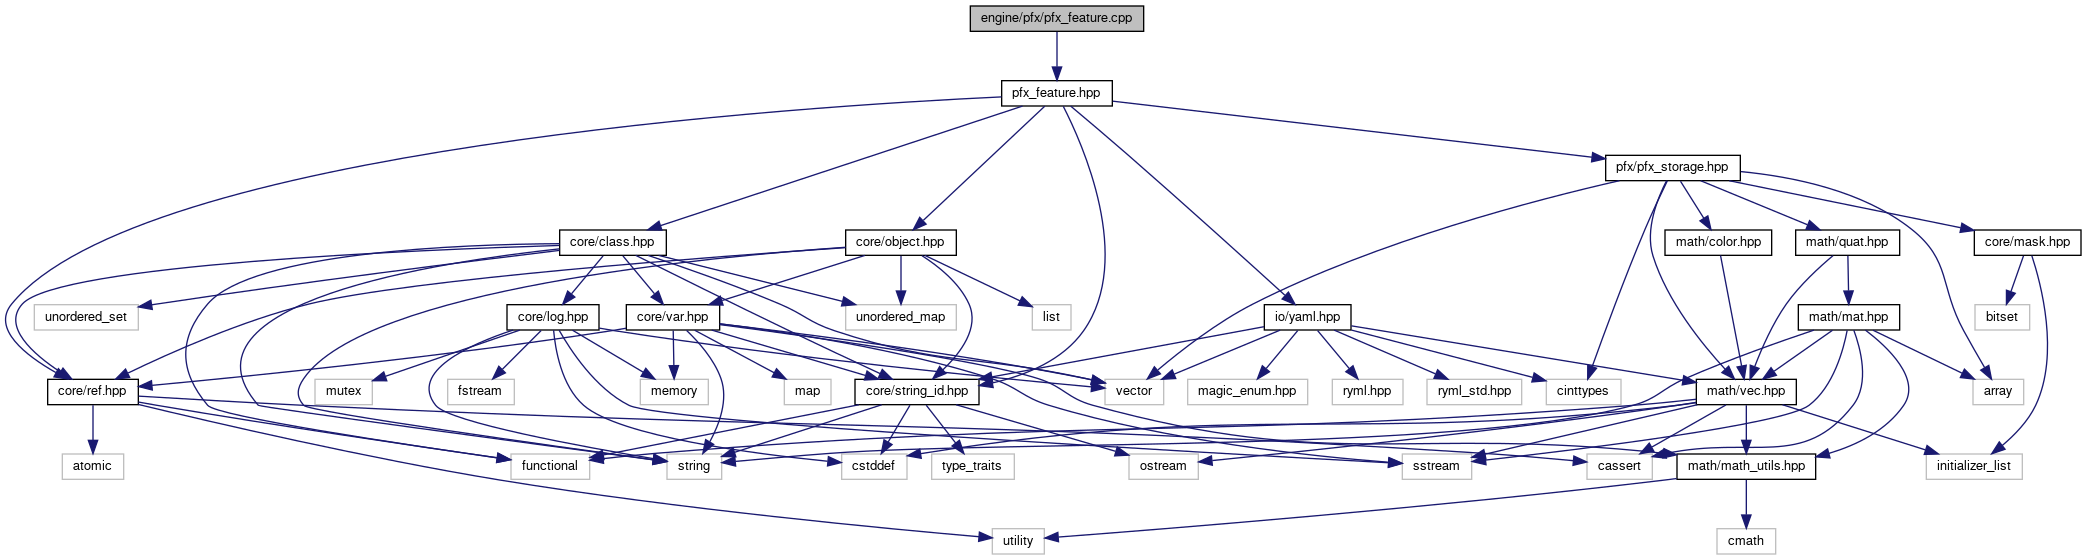 engine/pfx/pfx_feature.cpp
pfx_feature.hpp
pfx/pfx_storage.hpp
core/class.hpp
core/object.hpp
math/color.hpp
math/quat.hpp
core/mask.hpp
unordered_set
core/log.hpp
core/var.hpp
unordered_map
list
io/yaml.hpp
math/mat.hpp
bitset
core/ref.hpp
mutex
fstream
memory
map
core/string_id.hpp
vector
magic_enum.hpp
ryml.hpp
ryml_std.hpp
cinttypes
math/vec.hpp
array
atomic
functional
string
cstddef
type_traits
ostream
sstream
cassert
math/math_utils.hpp
initializer_list
utility
cmath